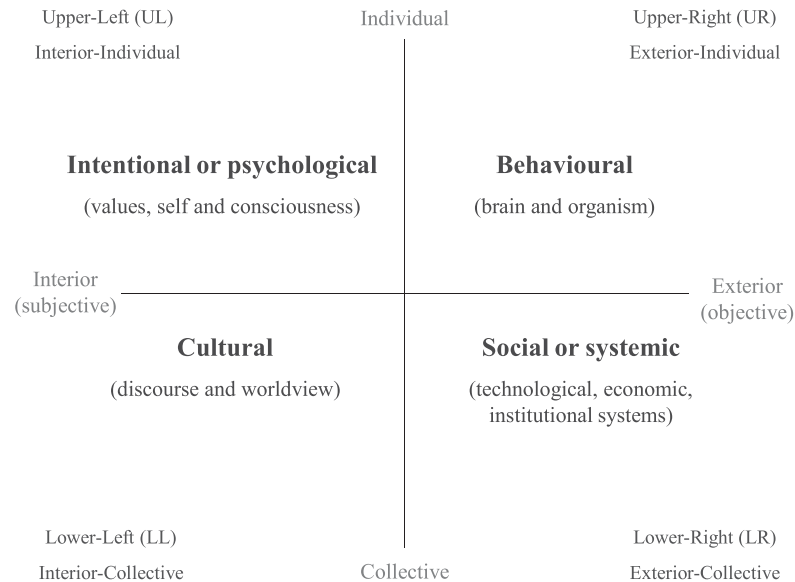 Upper-Left (UL)
Individual
Upper-Right (UR)
Interior-Individual
Exterior-Individual
Intentional or psychological
Behavioural
(values, self and consciousness)
(brain and organism)
Interior
(subjective)
Exterior
(objective)
Cultural
Social or systemic
(discourse and worldview)
(technological, economic,
institutional systems)
Lower-Left (LL)
Lower-Right (LR)
Interior-Collective
Collective
Exterior-Collective